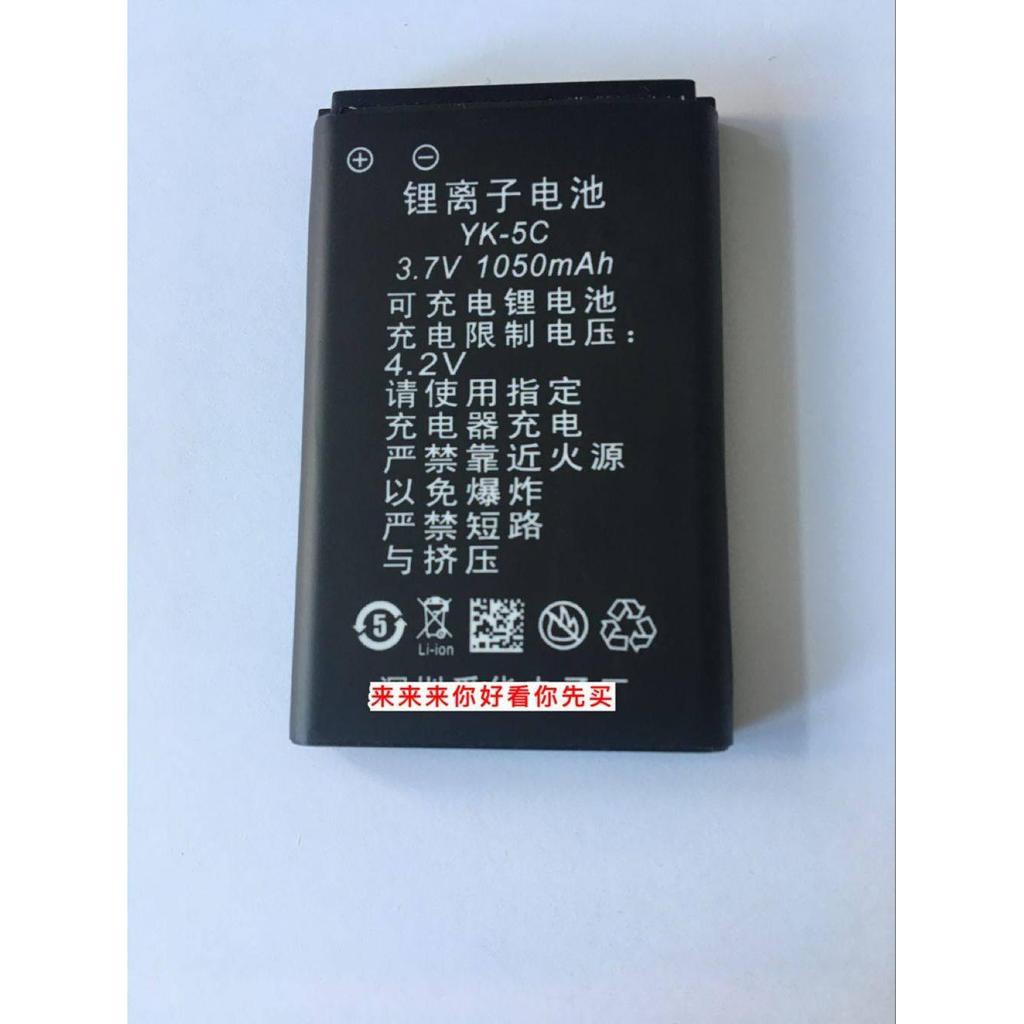 锂离子电池
YK-5C
3.7V 1050mAh
可充电锂电池
充电限制电压:
4.2V
请使用指定
充电器充电
严禁靠近火源
以免爆炸
严禁短路
与挤压
5
Li-ion
来来来你好看你先买